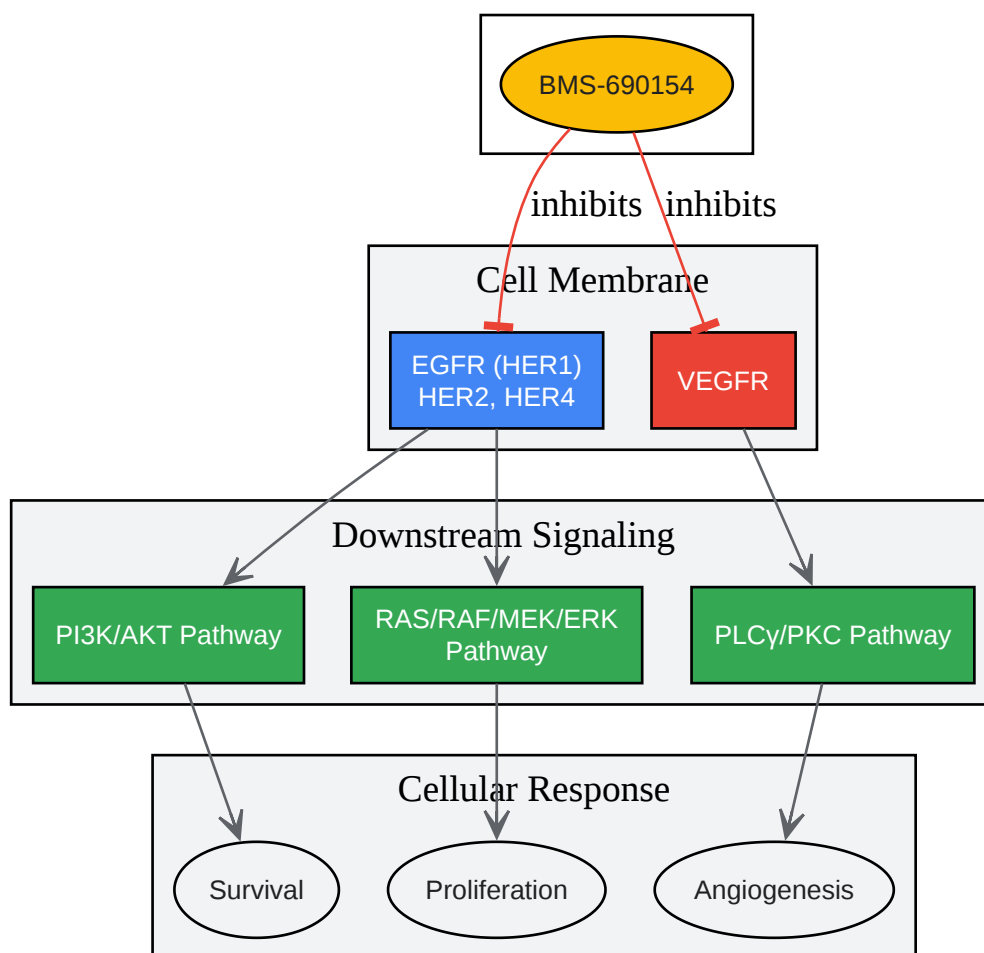 BMS-690154
inhibits
inhibits
Cell Membrane
EGFR (HER1)
HER2, HER4
VEGFR
Downstream Signaling
PI3K/AKT Pathway
RAS/RAF/MEK/ERK
Pathway
PLCγ/PKC Pathway
Cellular Response
Survival
Proliferation
Angiogenesis